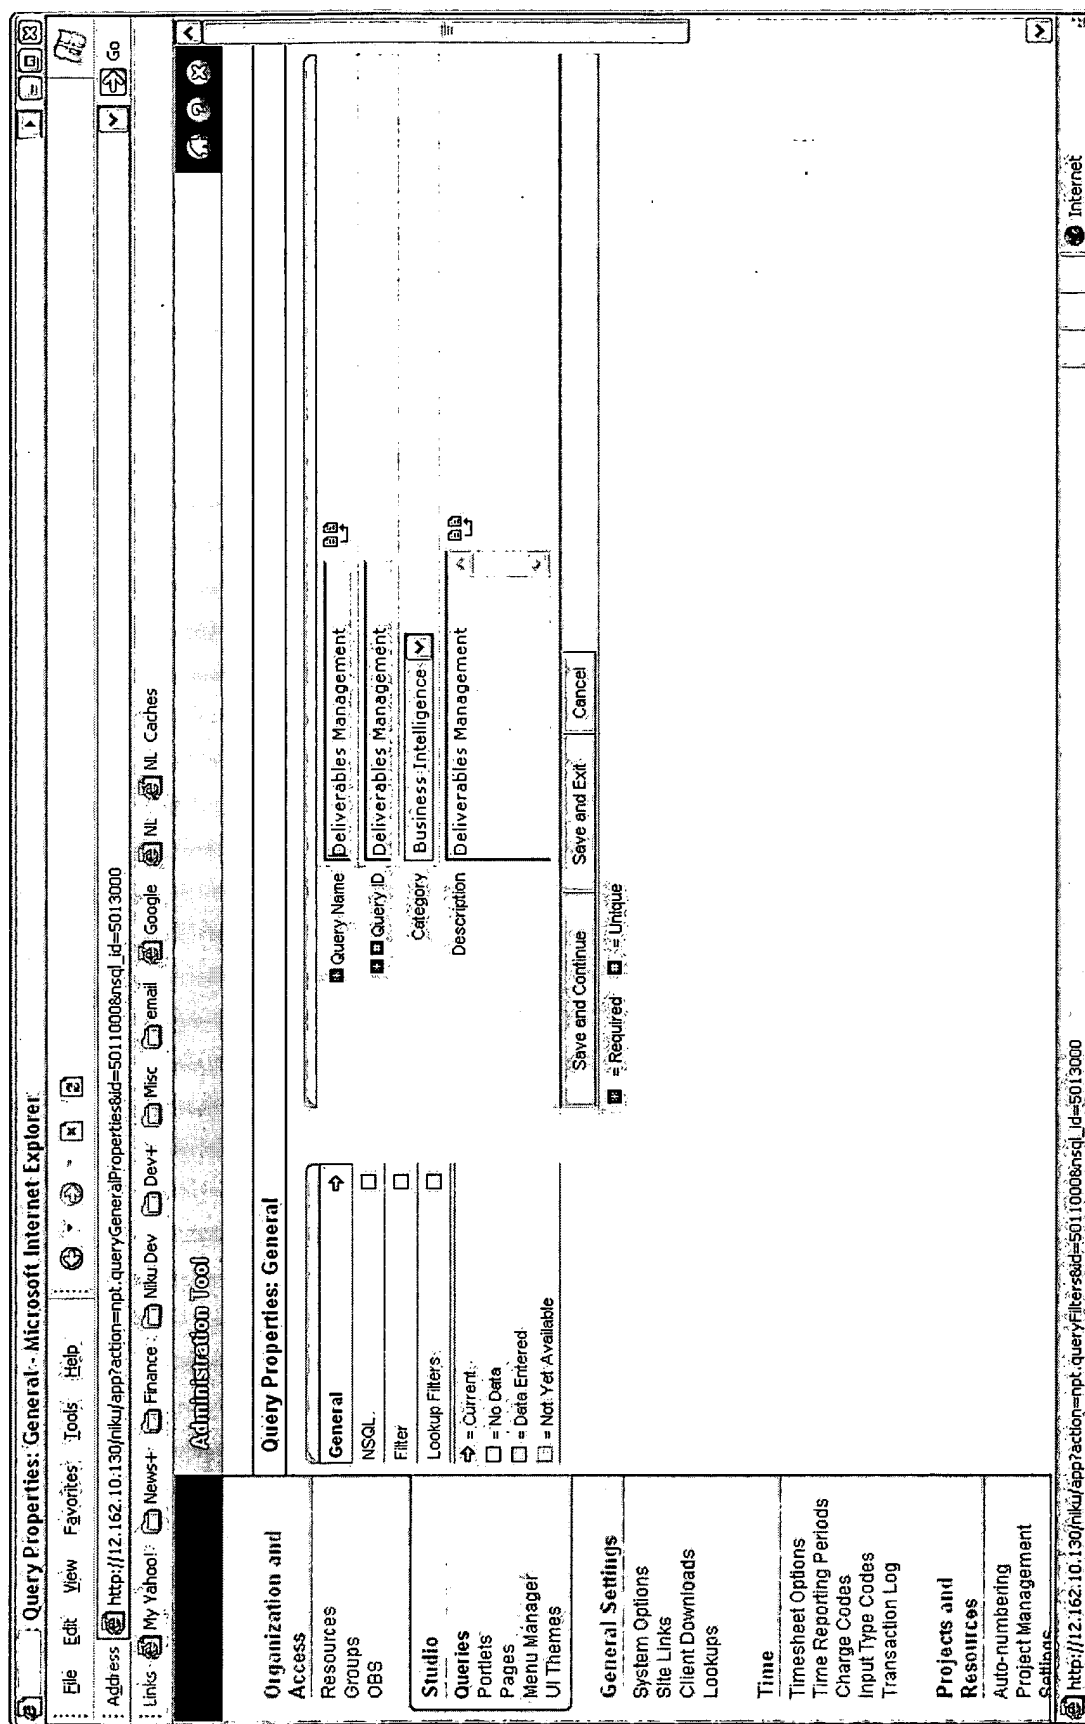 Query Properties: General - Microsoft Internet Explorer
File Edit View Favorites Tools Help
Address http://12.162.10.130/niku/app?action=npt.queryGeneralProperties&id=5011000&nsql_id=5013000 Go
Links My Yahoo! News+ Finance Niku Dev Dev+ Misc email Google NL NL Caches
Administration Tool
Organization and
Access
Resources
Groups
OBS
Studio
Queries
Portlets
Pages
Menu Manager
UI Themes
General Settings
System Options
Site Links
Client Downloads
Lookups
Time
Timesheet Options
Time Reporting Periods
Charge Codes
Input Type Codes
Transaction Log
Projects and
Resources
Auto-numbering
Project Management
Settings
Query Properties: General
General
NSQL
Filter
Lookup Filters
= Current
= No Data
= Data Entered
= Not Yet Available
Query Name Deliverables Management
Query ID Deliverables Management
Category Business Intelligence
Description Deliverables Management
Save and Continue Save and Exit Cancel
= Required = Unique
http://12.162.10.130/niku/app?action=npt.queryFilters&id=5011000&nsql_id=5013000 Internet